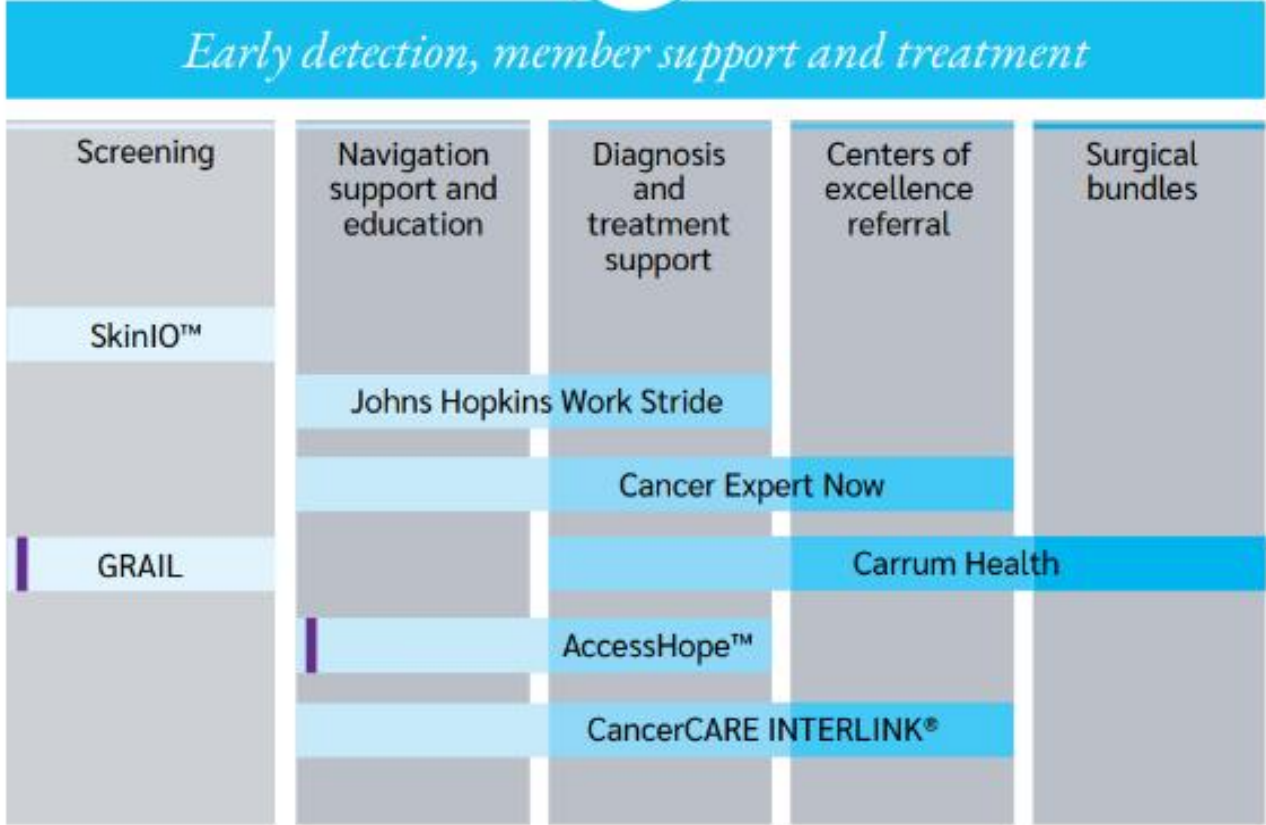 Early detection, member support and treatment
Screening
Navigation
support and
education
Diagnosis
and
treatment
support
Centers of
excellence
referral
Surgical
bundles
SkinIO™
Johns Hopkins Work Stride
Cancer Expert Now
GRAIL
Carrum Health
AccessHope™
CancerCARE INTERLINK®